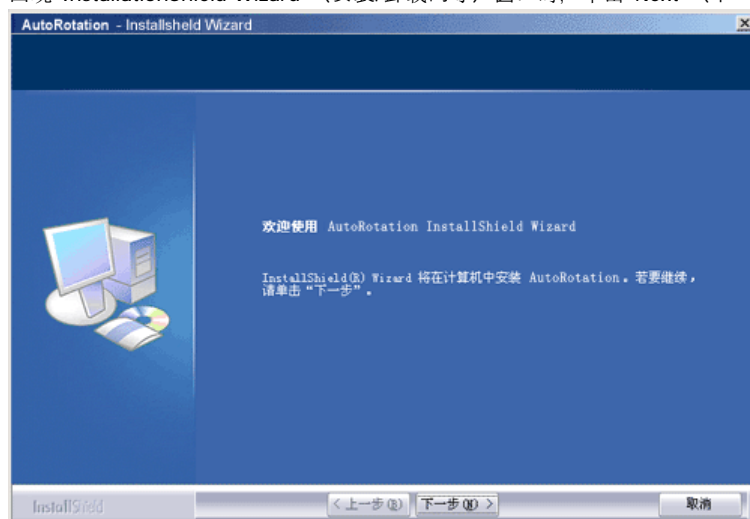 AutoRotation - Installsheld Wizard
欢迎使用 AutoRotation InstallShield Wizard
InstallShield(R) Wizard 将在计算机中安装 AutoRotation。若要继续，
请单击“下一步”。
InstallShield
<上一步(B) 下一步(N) > 取消